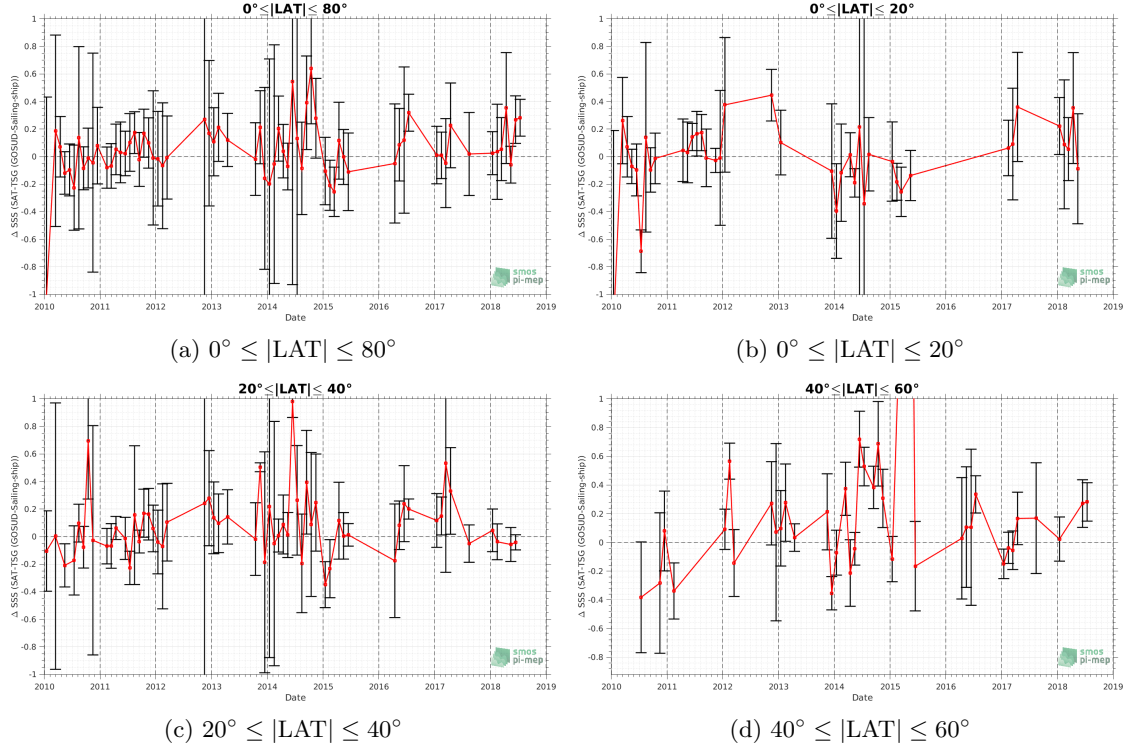 0°≤|LAT|≤ 80°
Δ SSS (SAT-TSG (GOSUD-Sailing-ship))
1
0.8
0.6
0.4
0.2
0
-0.2
-0.4
-0.6
-0.8
-1
2010 2011 2012 2013 2014 2015 2016 2017 2018 2019
Date
smos
pi-mep
(a) 0° ≤ |LAT| ≤ 80°
0°≤|LAT|≤ 20°
Δ SSS (SAT-TSG (GOSUD-Sailing-ship))
1
0.8
0.6
0.4
0.2
0
-0.2
-0.4
-0.6
-0.8
-1
2010 2011 2012 2013 2014 2015 2016 2017 2018 2019
Date
smos
pi-mep
(b) 0° ≤ |LAT| ≤ 20°
20°≤|LAT|≤ 40°
Δ SSS (SAT-TSG (GOSUD-Sailing-ship))
1
0.8
0.6
0.4
0.2
0
-0.2
-0.4
-0.6
-0.8
-1
2010 2011 2012 2013 2014 2015 2016 2017 2018 2019
Date
smos
pi-mep
(c) 20° ≤ |LAT| ≤ 40°
40°≤|LAT|≤ 60°
Δ SSS (SAT-TSG (GOSUD-Sailing-ship))
1
0.8
0.6
0.4
0.2
0
-0.2
-0.4
-0.6
-0.8
2010 2011 2012 2013 2014 2015 2016 2017 2018 2019
Date
smos
pi-mep
(d) 40° ≤ |LAT| ≤ 60°